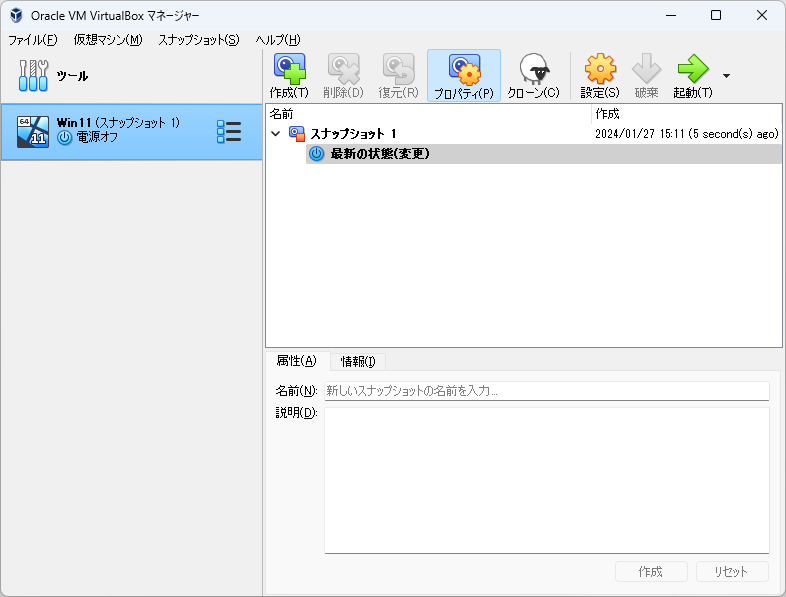 Oracle VM VirtualBox マネージャー
ファイル(F) 仮想マシン(M) スナップショット(S) ヘルプ(H)
ツール
作成(T) 削除(D) 復元(R) プロパティ(P) クローン(C) 設定(S) 破棄 起動(T)
64
11
Win11 (スナップショット 1)
電源オフ
名前 作成
スナップショット 1 2024/01/27 15:11 (5 second(s) ago)
最新の状態(変更)
属性(A) 情報(I)
名前(N): 新しいスナップショットの名前を入力...
説明(D):
作成 リセット